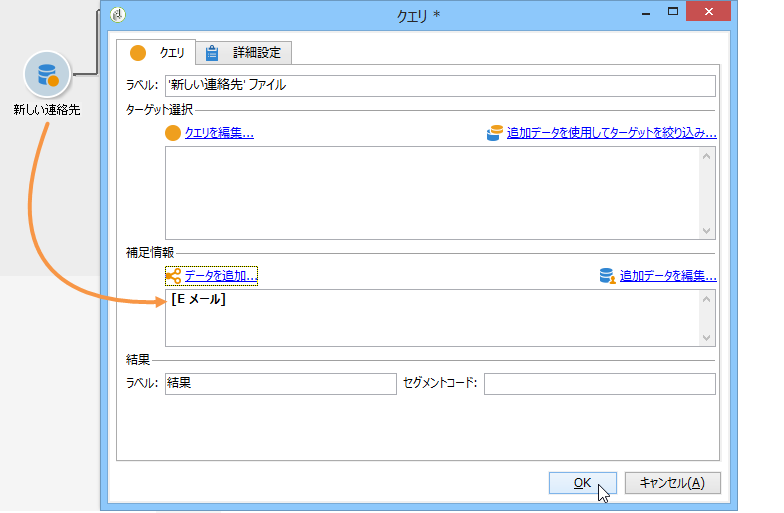 クエリ *
クエリ
詳細設定
新しい連絡先
ラベル: '新しい連絡先' ファイル
ターゲット選択
クエリを編集... 追加データを使用してターゲットを絞り込み...
補足情報
データを追加... 追加データを編集...
[E メール]
結果
ラベル: 結果 セグメントコード:
OK キャンセル(A)